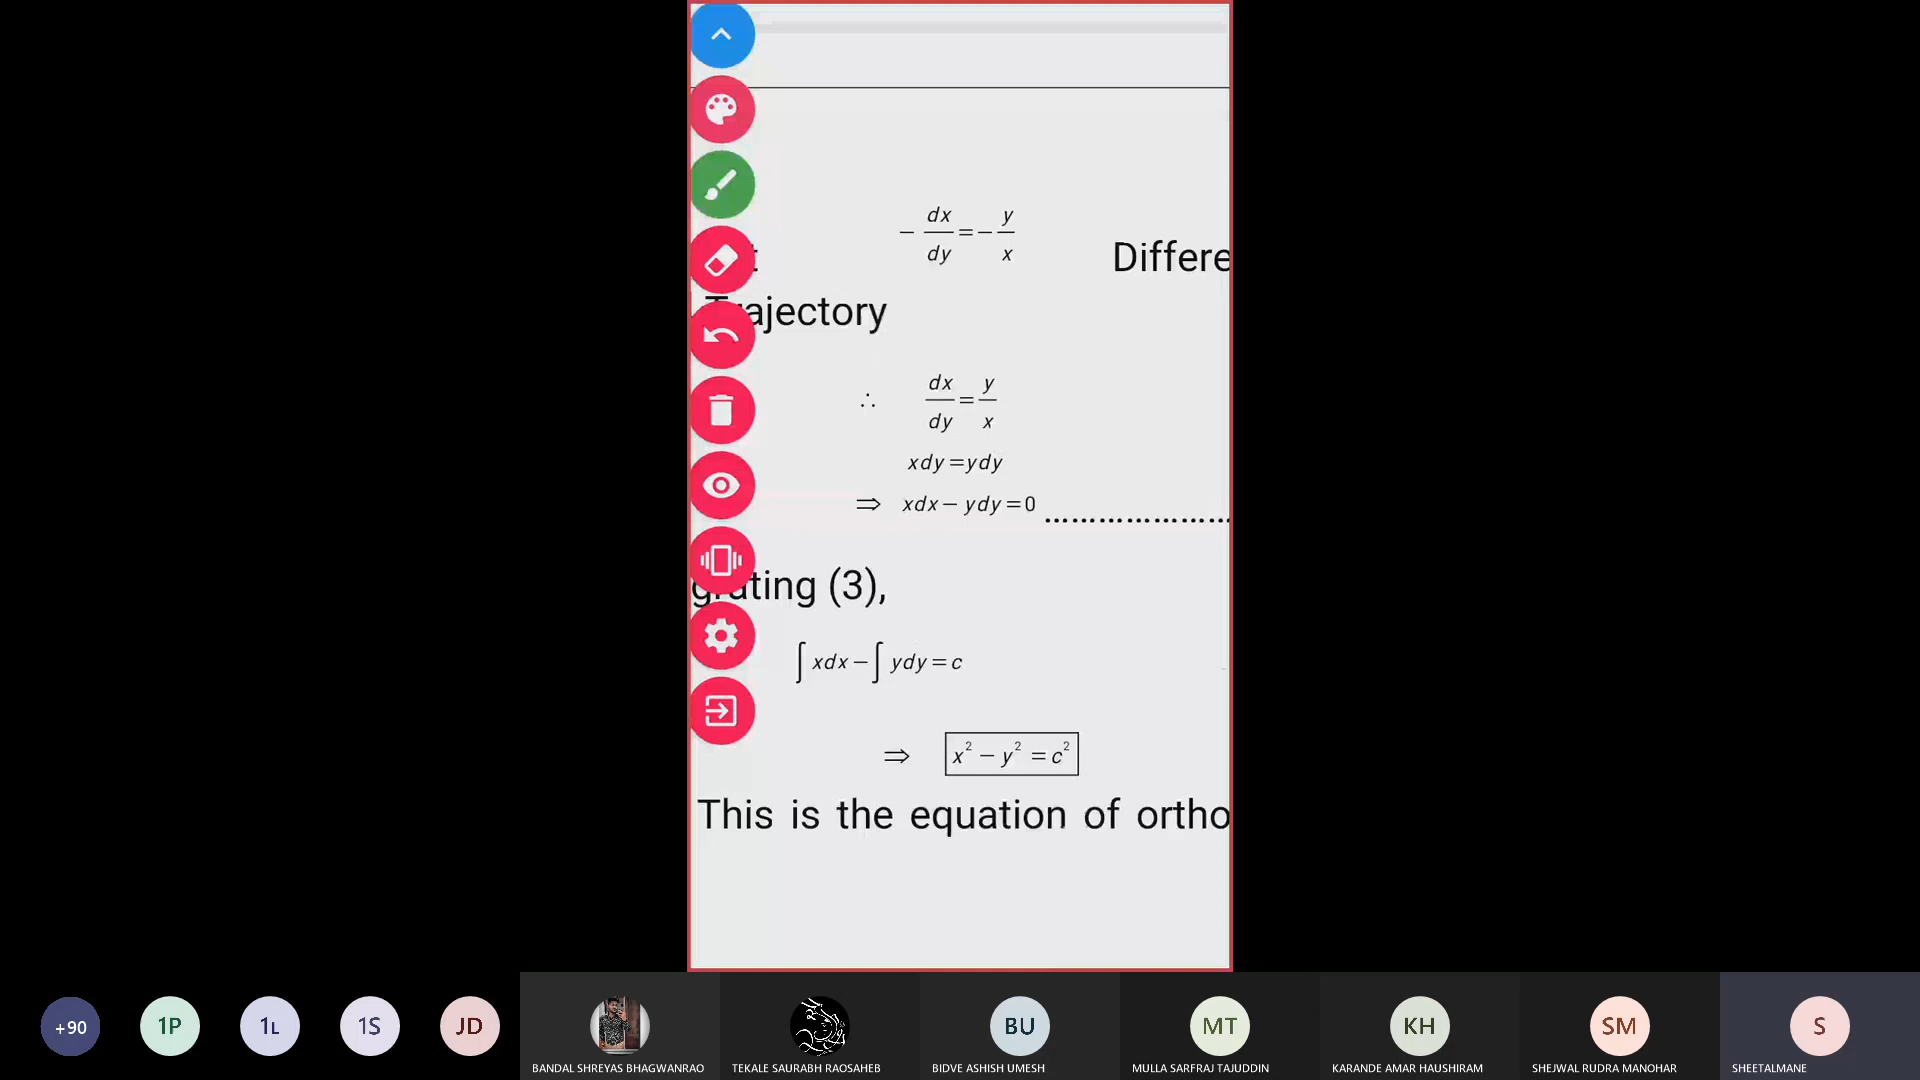 − dx/dy = − y/x
Differe
Trajectory
∴ dx/dy = y/x
xdy = ydy
⇒ xdx − ydy = 0 .....................
grating (3),
∫ xdx − ∫ ydy = c
⇒ x² − y² = c²
This is the equation of ortho
+90 1P 1L 1S JD BU MT KH SM S
BANDAL SHREYAS BHAGWANRAO TEKALE SAURABH RAOSAHEB BIDVE ASHISH UMESH MULLA SARFRAJ TAJUDDIN KARANDE AMAR HAUSHIRAM SHEJWAL RUDRA MANOHAR SHEETALMANE